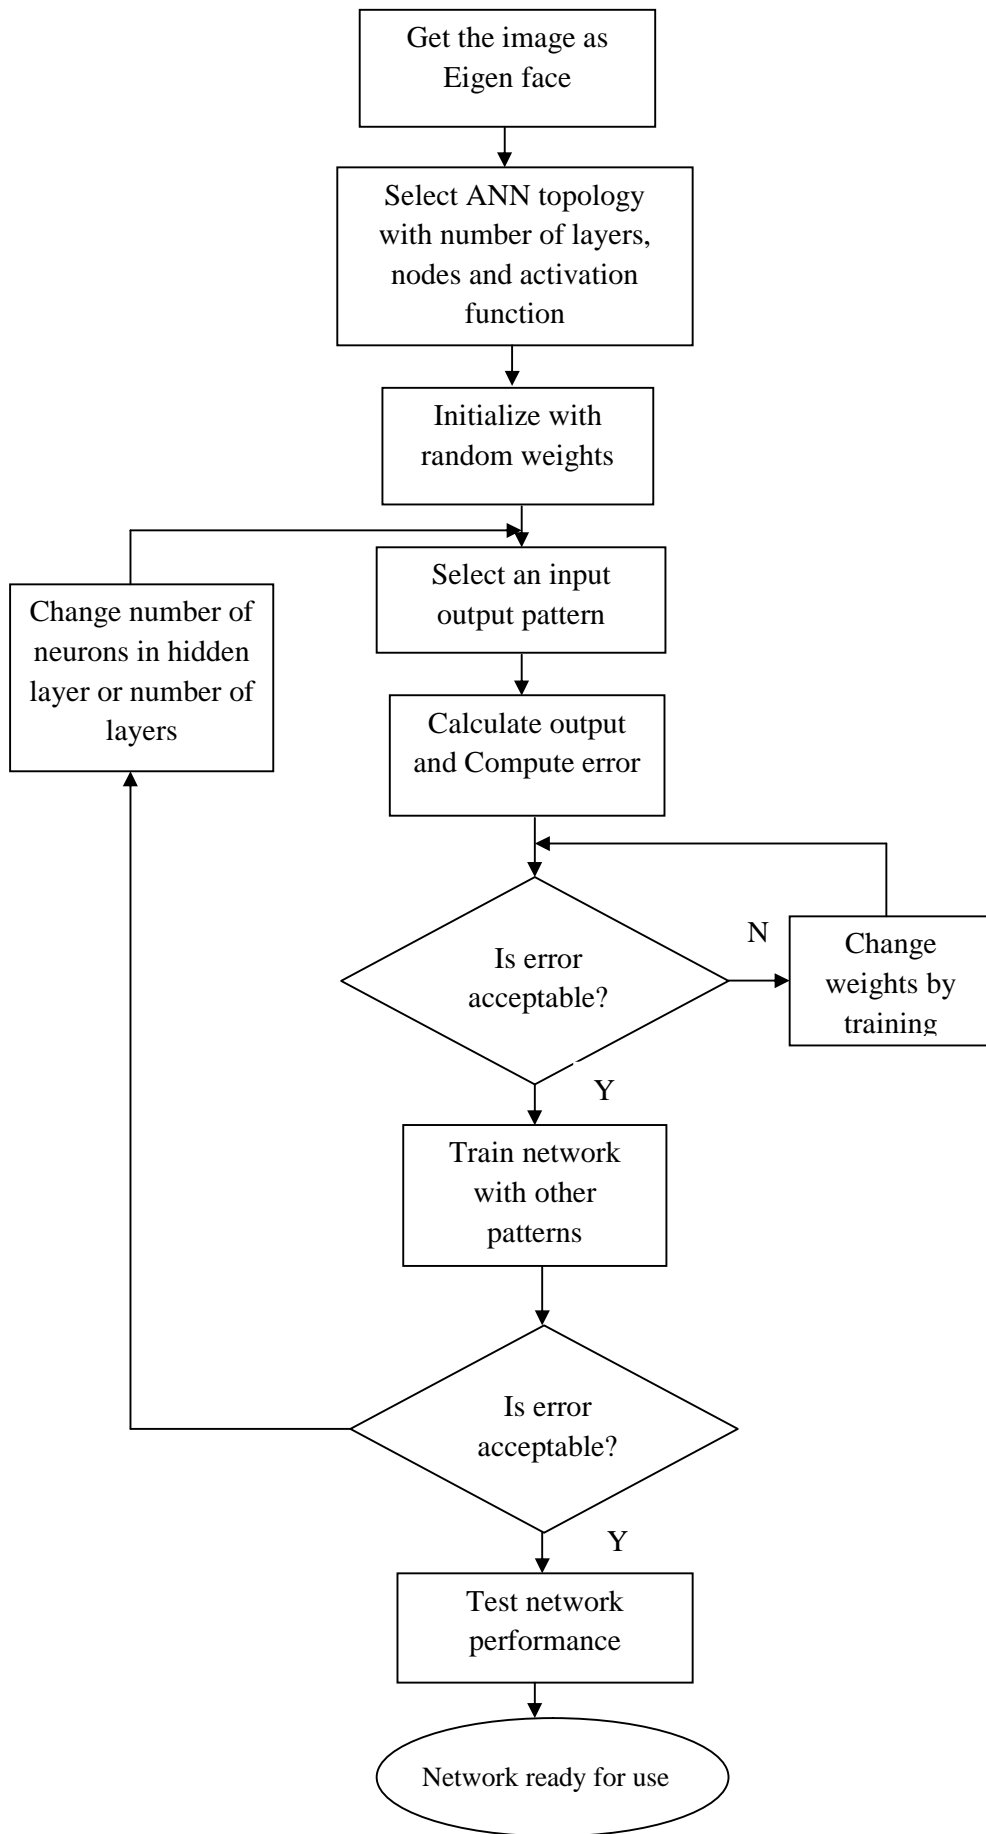 Get the image as
Eigen face
Select ANN topology
with number of layers,
nodes and activation
function
Initialize with
random weights
Select an input
output pattern
Change number of
neurons in hidden
layer or number of
layers
Calculate output
and Compute error
Is error
acceptable?
N
Change
weights by
training
Y
Train network
with other
patterns
Is error
acceptable?
Y
Test network
performance
Network ready for use